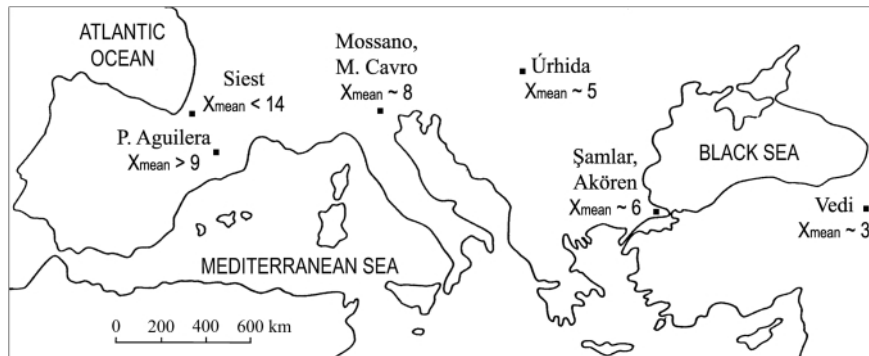 ATLANTIC
OCEAN
Siest
Xmean < 14
P. Aguilera
Xmean > 9
Mossano,
M. Cavro
Xmean ~ 8
Úrhida
Xmean ~ 5
Şamlar,
Akören
Xmean ~ 6
BLACK SEA
Vedi
Xmean ~ 3
MEDITERRANEAN SEA
0 200 400 600 km